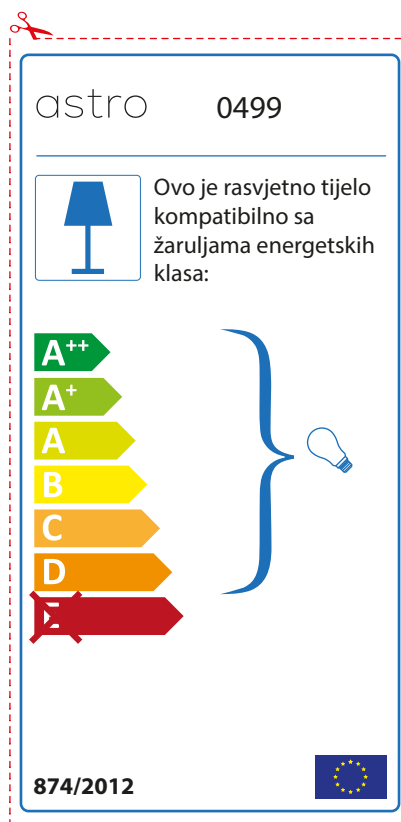 astro 0499
Ovo je rasvjetno tijelo
kompatibilno sa
žaruljama energetskih
klasa:
A++
A+
A
B
C
D
E
874/2012